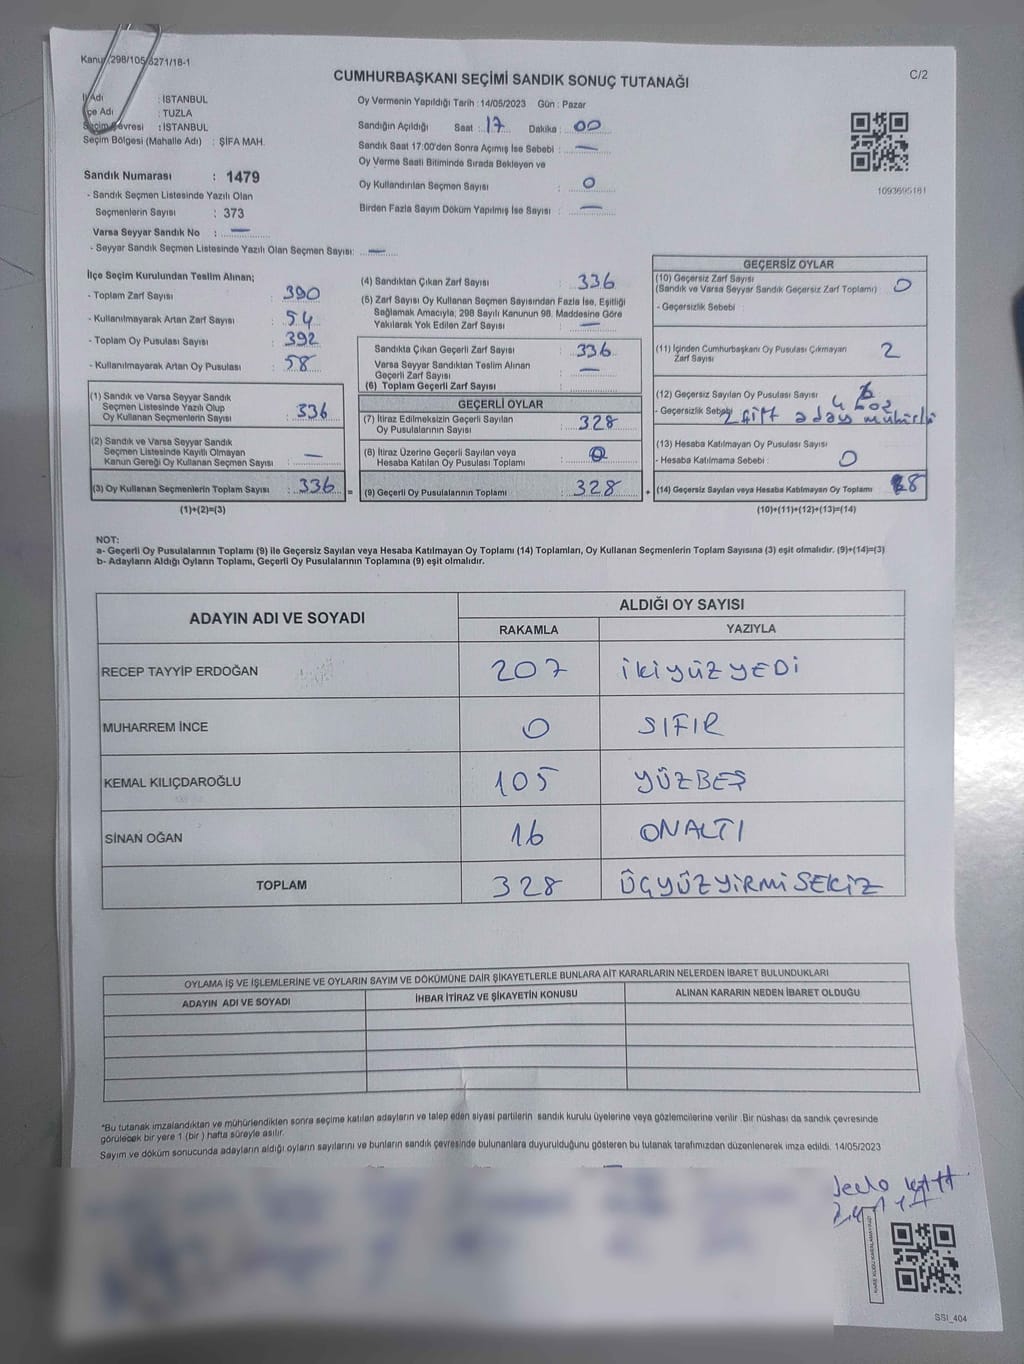 Kanun 298/105 6271/18-1
CUMHURBAŞKANI SEÇİMİ SANDIK SONUÇ TUTANAĞI
C/2
İl Adı : İSTANBUL
İlçe Adı : TUZLA
Seçim Çevresi : İSTANBUL
Seçim Bölgesi (Mahalle Adı) : ŞİFA MAH.
Oy Vermenin Yapıldığı Tarih : 14/05/2023 Gün : Pazar
Sandığın Açıldığı Saat : 17 Dakika : 00
Sandık Saat 17:00'den Sonra Açımış İse Sebebi : —
Oy Verme Saati Bitiminde Sırada Bekleyen ve
Oy Kullandırılan Seçmen Sayısı : 0
Birden Fazla Sayım Döküm Yapılmış İse Sayısı : —
1093695181
Sandık Numarası : 1479
- Sandık Seçmen Listesinde Yazılı Olan
Seçmenlerin Sayısı : 373
Varsa Seyyar Sandık No : —
- Seyyar Sandık Seçmen Listesinde Yazılı Olan Seçmen Sayısı: —
İlçe Seçim Kurulundan Teslim Alınan;
- Toplam Zarf Sayısı : 390
- Kullanılmayarak Artan Zarf Sayısı : 54
- Toplam Oy Pusulası Sayısı : 392
- Kullanılmayarak Artan Oy Pusulası : 58
(1) Sandık ve Varsa Seyyar Sandık
Seçmen Listesinde Yazılı Olup
Oy Kullanan Seçmenlerin Sayısı : 336
(2) Sandık ve Varsa Seyyar Sandık
Seçmen Listesinde Kayıtlı Olmayan
Kanun Gereği Oy Kullanan Seçmen Sayısı : —
(3) Oy Kullanan Seçmenlerin Toplam Sayısı : 336 =
(1)+(2)=(3)
(4) Sandıktan Çıkan Zarf Sayısı : 336
(5) Zarf Sayısı Oy Kullanan Seçmen Sayısından Fazla İse, Eşitliği
Sağlamak Amacıyla; 298 Sayılı Kanunun 98. Maddesine Göre
Yakılarak Yok Edilen Zarf Sayısı : —
Sandıkta Çıkan Geçerli Zarf Sayısı : 336
Varsa Seyyar Sandıktan Teslim Alınan
Geçerli Zarf Sayısı : —
(6) Toplam Geçerli Zarf Sayısı :
GEÇERLİ OYLAR
(7) İtiraz Edilmeksizin Geçerli Sayılan
Oy Pusulalarının Sayısı : 328
(8) İtiraz Üzerine Geçerli Sayılan veya
Hesaba Katılan Oy Pusulası Toplamı : 0
(9) Geçerli Oy Pusulalarının Toplamı : 328 +
GEÇERSİZ OYLAR
(10) Geçersiz Zarf Sayısı
(Sandık ve Varsa Seyyar Sandık Geçersiz Zarf Toplamı) : 0
- Geçersizlik Sebebi
(11) İçinden Cumhurbaşkanı Oy Pusulası Çıkmayan
Zarf Sayısı 2
(12) Geçersiz Sayılan Oy Pusulası Sayısı :
- Geçersizlik Sebebi 2 çift aday mühürlü
(13) Hesaba Katılmayan Oy Pusulası Sayısı
- Hesaba Katılmama Sebebi : 0
(14) Geçersiz Sayılan veya Hesaba Katılmayan Oy Toplamı 8
(10)+(11)+(12)+(13)=(14)
NOT:
a- Geçerli Oy Pusulalarının Toplamı (9) ile Geçersiz Sayılan veya Hesaba Katılmayan Oy Toplamı (14) Toplamları, Oy Kullanan Seçmenlerin Toplam Sayısına (3) eşit olmalıdır. (9)+(14)=(3)
b- Adayların Aldığı Oyların Toplamı, Geçerli Oy Pusulalarının Toplamına (9) eşit olmalıdır.
ADAYIN ADI VE SOYADI
ALDIĞI OY SAYISI
RAKAMLA YAZIYLA
RECEP TAYYİP ERDOĞAN 207 İKİYÜZYEDİ
MUHARREM İNCE 0 SIFIR
KEMAL KILIÇDAROĞLU 105 YÜZBEŞ
SİNAN OĞAN 16 ONALTI
TOPLAM 328 ÜÇYÜZYİRMİSEKİZ
OYLAMA İŞ VE İŞLEMLERİNE VE OYLARIN SAYIM VE DÖKÜMÜNE DAİR ŞİKAYETLERLE BUNLARA AİT KARARLARIN NELERDEN İBARET BULUNDUKLARI
ADAYIN ADI VE SOYADI İHBAR İTİRAZ VE ŞİKAYETİN KONUSU ALINAN KARARIN NEDEN İBARET OLDUĞU
*Bu tutanak imzalandıktan ve mühürlendikten sonra seçime katılan adayların ve talep eden siyasi partilerin sandık kurulu üyelerine veya gözlemcilerine verilir .Bir nüshası da sandık çevresinde
görülecek bir yere 1 (bir ) hafta süreyle asılır.
Sayım ve döküm sonucunda adayların aldığı oyların sayılarını ve bunların sandık çevresinde bulunanlara duyurulduğunu gösteren bu tutanak tarafımızdan düzenlenerek imza edildi. 14/05/2023
KARE KODU KARALAMAYINIZ!
SSI_404